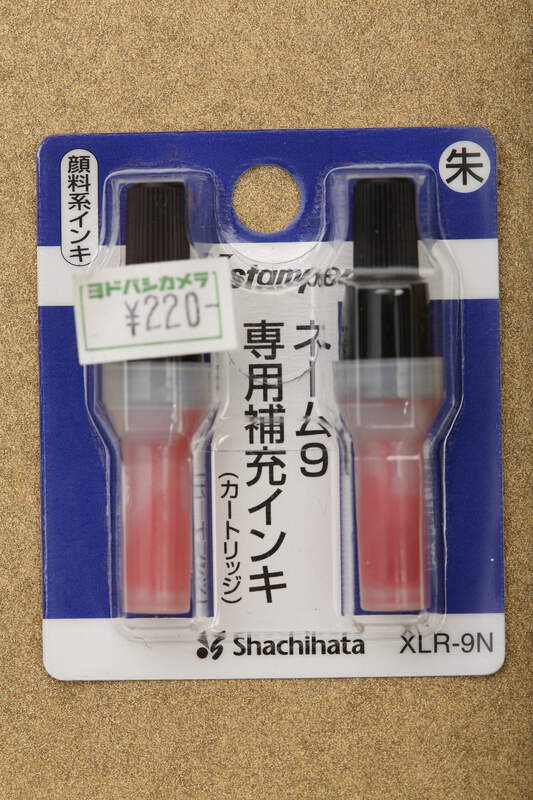 顔料系インキ
朱
Xstamper
ヨドバシカメラ
¥220-
ネーム9
専用補充インキ
(カートリッジ)
Shachihata
XLR-9N